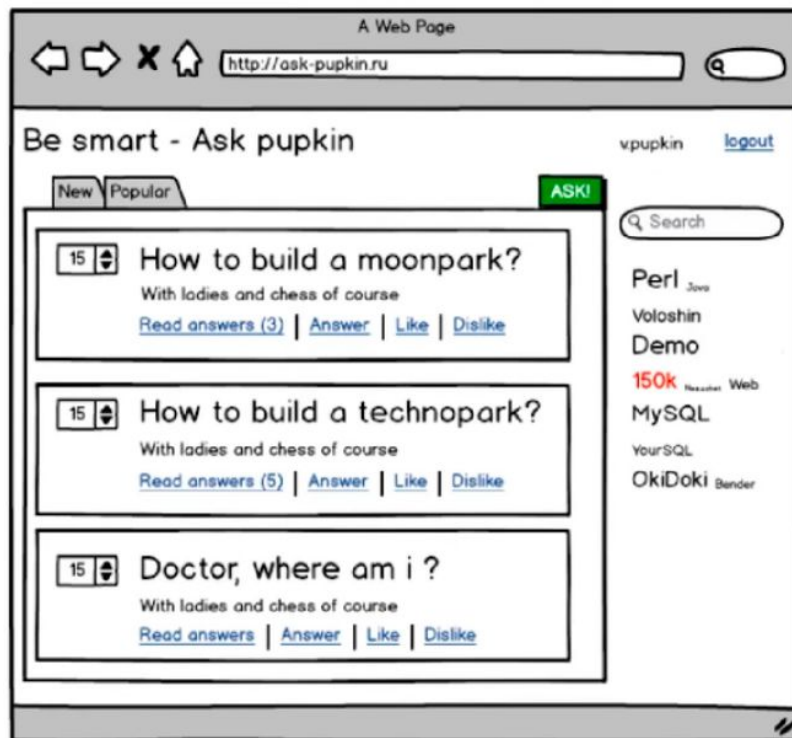 A Web Page
http://ask-pupkin.ru
Be smart - Ask pupkin
v.pupkin logout
New Popular ASK!
Search
15 How to build a moonpark?
With ladies and chess of course
Read answers (3) | Answer | Like | Dislike
15 How to build a technopark?
With ladies and chess of course
Read answers (5) | Answer | Like | Dislike
15 Doctor, where am i ?
With ladies and chess of course
Read answers | Answer | Like | Dislike
Perl Java
Voloshin
Demo
150k Web
MySQL
YourSQL
OkiDoki Bender